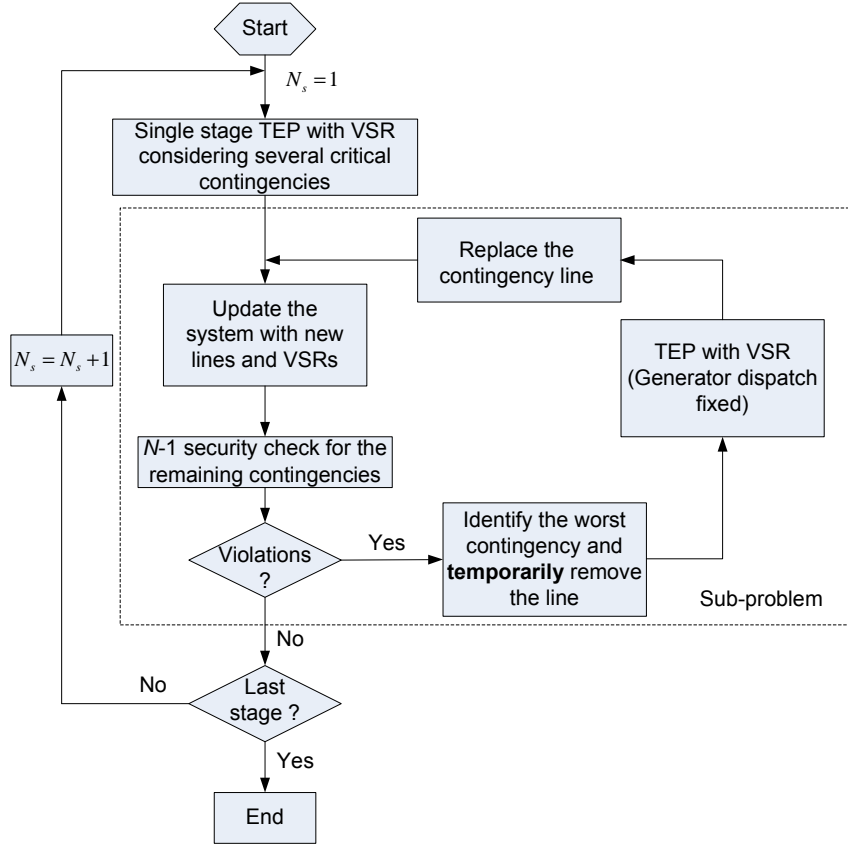 Start
N_s = 1
Single stage TEP with VSR
considering several critical
contingencies
Replace the
contingency line
Update the
system with new
lines and VSRs
TEP with VSR
(Generator dispatch
fixed)
N_s = N_s +1
N-1 security check for the
remaining contingencies
Violations
?
Yes
Identify the worst
contingency and
temporarily remove
the line
Sub-problem
No
Last
stage ?
No
Yes
End